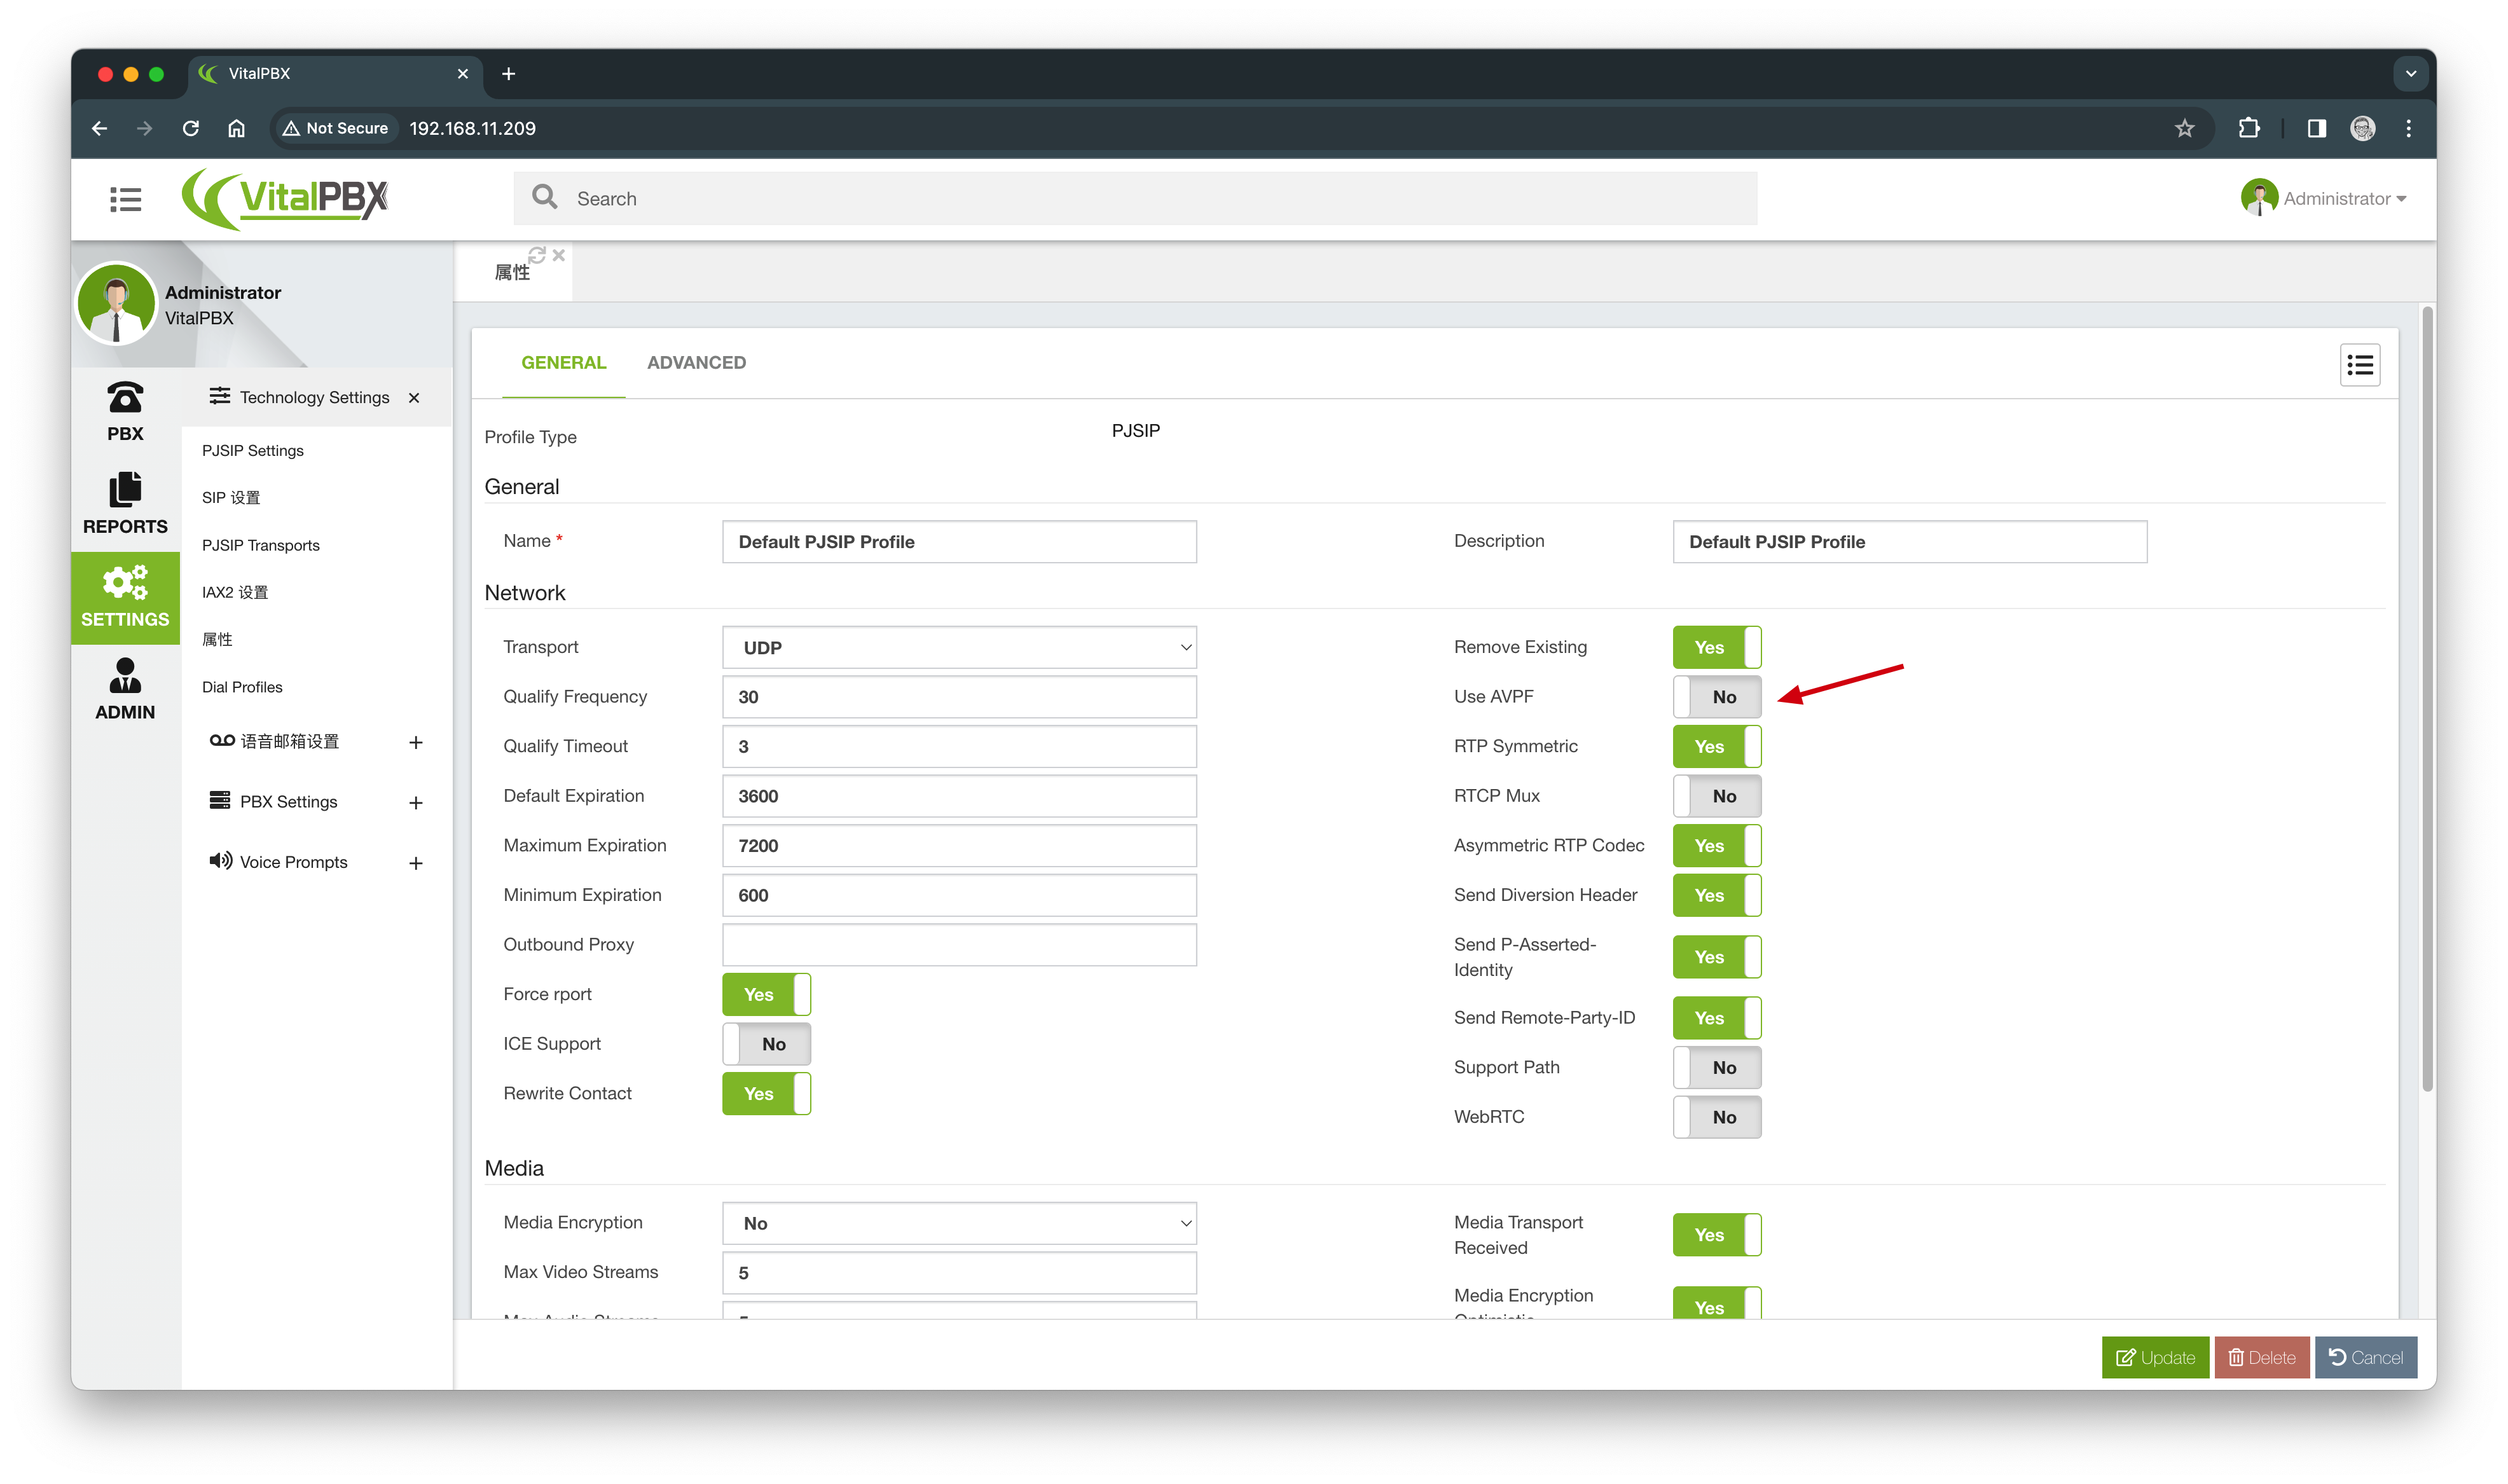 VitalPBX
Not Secure
192.168.11.209
VitalPBX
Search
Administrator
Administrator
VitalPBX
PBX
REPORTS
SETTINGS
ADMIN
Technology Settings
PJSIP Settings
SIP 设置
PJSIP Transports
IAX2 设置
属性
Dial Profiles
语音邮箱设置
PBX Settings
Voice Prompts
属性
GENERAL
ADVANCED
Profile Type
PJSIP
General
Name *
Default PJSIP Profile
Description
Default PJSIP Profile
Network
Transport
UDP
Qualify Frequency
30
Qualify Timeout
3
Default Expiration
3600
Maximum Expiration
7200
Minimum Expiration
600
Outbound Proxy
Force rport
Yes
ICE Support
No
Rewrite Contact
Yes
Remove Existing
Yes
Use AVPF
No
RTP Symmetric
Yes
RTCP Mux
No
Asymmetric RTP Codec
Yes
Send Diversion Header
Yes
Send P-Asserted-
Identity
Yes
Send Remote-Party-ID
Yes
Support Path
No
WebRTC
No
Media
Media Encryption
No
Max Video Streams
5
Media Transport
Received
Yes
Media Encryption
Yes
Update
Delete
Cancel